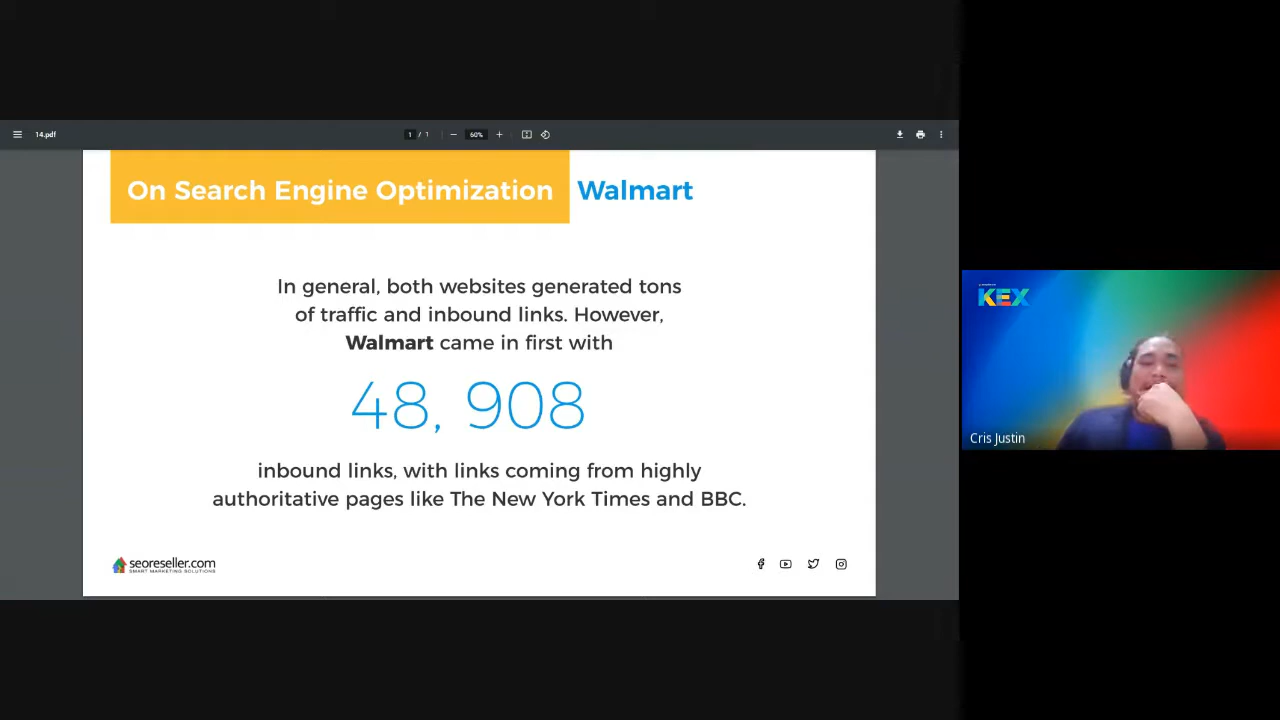 14.pdf
1 / 1
60%
On Search Engine Optimization Walmart
In general, both websites generated tons
of traffic and inbound links. However,
Walmart came in first with
48, 908
inbound links, with links coming from highly
authoritative pages like The New York Times and BBC.
seoreseller.com
SMART MARKETING SOLUTIONS
KEX
Cris Justin